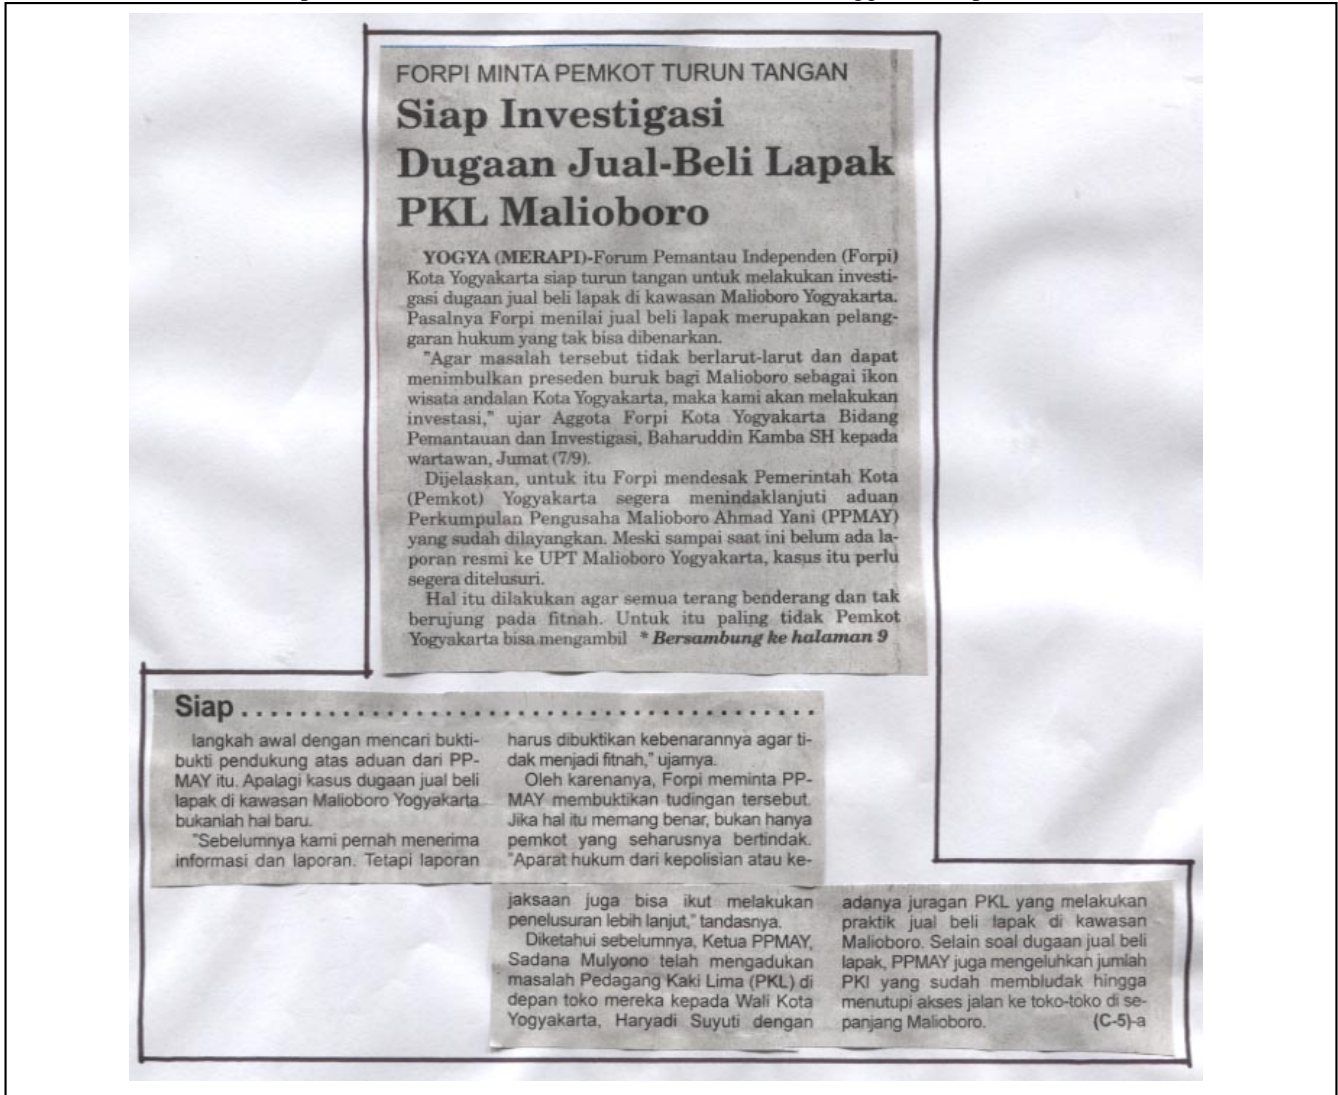 FORPI MINTA PEMKOT TURUN TANGAN
Siap Investigasi
Dugaan Jual-Beli Lapak
PKL Malioboro
YOGYA (MERAPI)-Forum Pemantau Independen (Forpi)
Kota Yogyakarta siap turun tangan untuk melakukan investi-
gasi dugaan jual beli lapak di kawasan Malioboro Yogyakarta.
Pasalnya Forpi menilai jual beli lapak merupakan pelang-
garan hukum yang tak bisa dibenarkan.
"Agar masalah tersebut tidak berlarut-larut dan dapat
menimbulkan preseden buruk bagi Malioboro sebagai ikon
wisata andalan Kota Yogyakarta, maka kami akan melakukan
investasi," ujar Aggota Forpi Kota Yogyakarta Bidang
Pemantauan dan Investigasi, Baharuddin Kamba SH kepada
wartawan, Jumat (7/9).
Dijelaskan, untuk itu Forpi mendesak Pemerintah Kota
(Pemkot) Yogyakarta segera menindaklanjuti aduan
Perkumpulan Pengusaha Malioboro Ahmad Yani (PPMAY)
yang sudah dilayangkan. Meski sampai saat ini belum ada la-
poran resmi ke UPT Malioboro Yogyakarta, kasus itu perlu
segera ditelusuri.
Hal itu dilakukan agar semua terang benderang dan tak
berujung pada fitnah. Untuk itu paling tidak Pemkot
Yogyakarta bisa mengambil * Bersambung ke halaman 9
Siap . . . . . . . . . . . . . . . . . . . . . . . . . . . . . . . . . . . . . . . .
langkah awal dengan mencari bukti-
bukti pendukung atas aduan dari PP-
MAY itu. Apalagi kasus dugaan jual beli
lapak di kawasan Malioboro Yogyakarta
bukanlah hal baru.
"Sebelumnya kami pernah menerima
informasi dan laporan. Tetapi laporan
harus dibuktikan kebenarannya agar ti-
dak menjadi fitnah," ujarnya.
Oleh karenanya, Forpi meminta PP-
MAY membuktikan tudingan tersebut.
Jika hal itu memang benar, bukan hanya
pemkot yang seharusnya bertindak.
"Aparat hukum dari kepolisian atau ke-
jaksaan juga bisa ikut melakukan
penelusuran lebih lanjut," tandasnya.
Diketahui sebelumnya, Ketua PPMAY,
Sadana Mulyono telah mengadukan
masalah Pedagang Kaki Lima (PKL) di
depan toko mereka kepada Wali Kota
Yogyakarta, Haryadi Suyuti dengan
adanya juragan PKL yang melakukan
praktik jual beli lapak di kawasan
Malioboro. Selain soal dugaan jual beli
lapak, PPMAY juga mengeluhkan jumlah
PKl yang sudah membludak hingga
menutupi akses jalan ke toko-toko di se-
panjang Malioboro. (C-5)-a